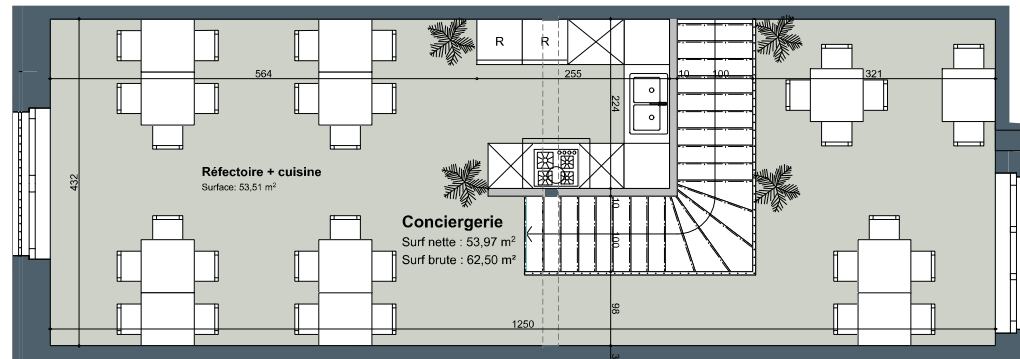 R R
564 255 10 100 321
224
432
Réfectoire + cuisine
Surface: 53,51 m²
Conciergerie
Surf nette : 53,97 m²
Surf brute : 62,50 m²
10
100
98
1250
3